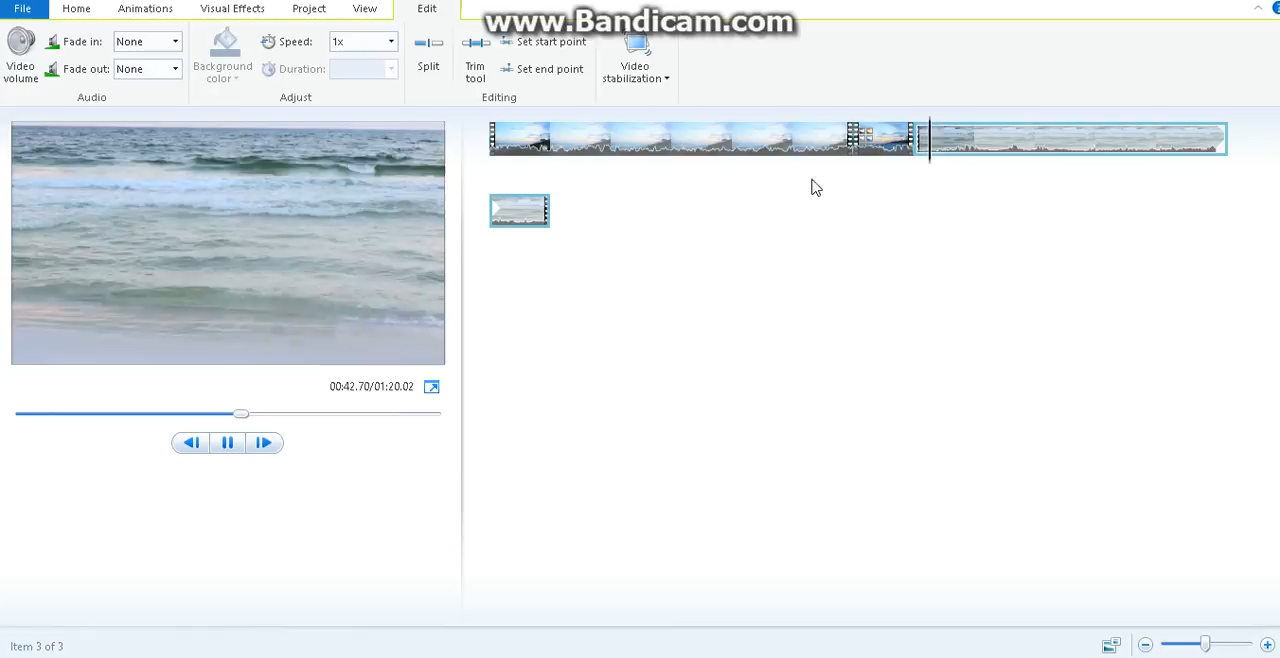 www.Bandicam.com
File Home Animations Visual Effects Project View Edit
Fade in: None Speed: 1x Set start point
Video volume Fade out: None Background color Duration: Split Trim tool Set end point Video stabilization
Audio Adjust Editing
00:42.70/01:20.02
Item 3 of 3